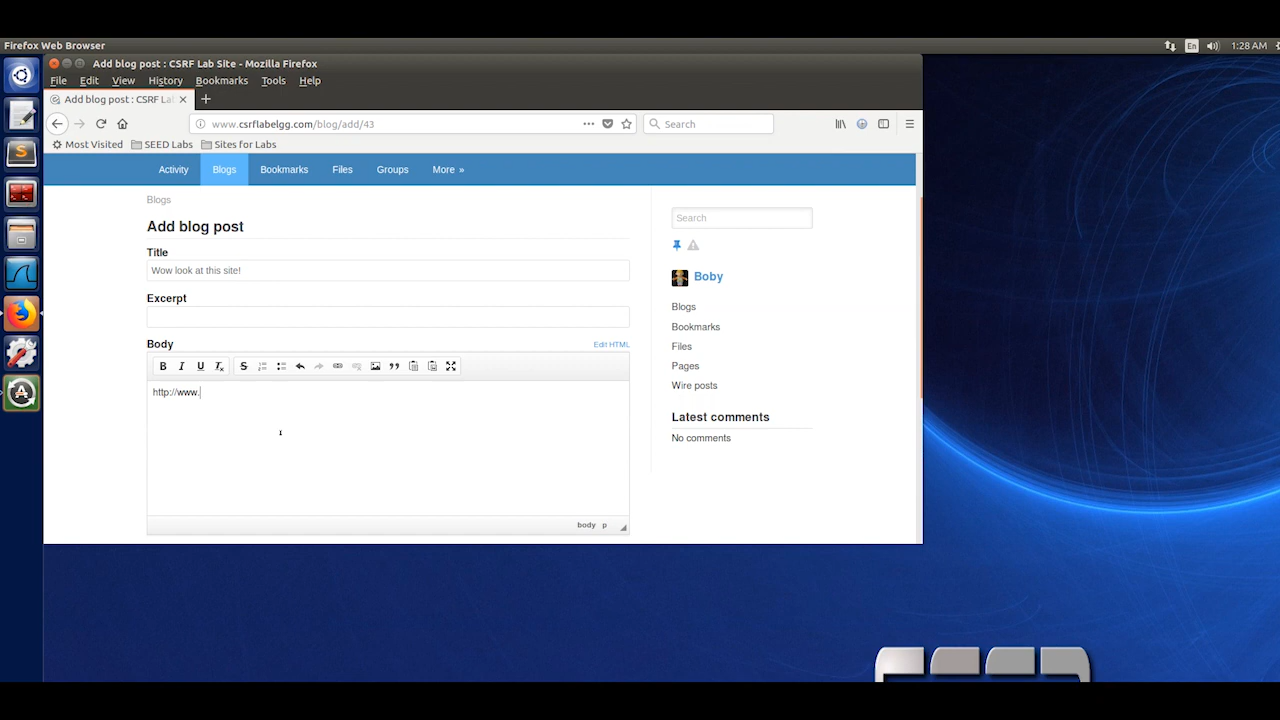 Firefox Web Browser
En
1:28 AM
Add blog post : CSRF Lab Site - Mozilla Firefox
File Edit View History Bookmarks Tools Help
Add blog post : CSRF La
www.csrflabelgg.com/blog/add/43
Search
Most Visited SEED Labs Sites for Labs
Activity Blogs Bookmarks Files Groups More »
Blogs
Add blog post
Title
Wow look at this site!
Excerpt
Body
Edit HTML
B I U Tx S
http://www.
body p
Search
Boby
Blogs
Bookmarks
Files
Pages
Wire posts
Latest comments
No comments